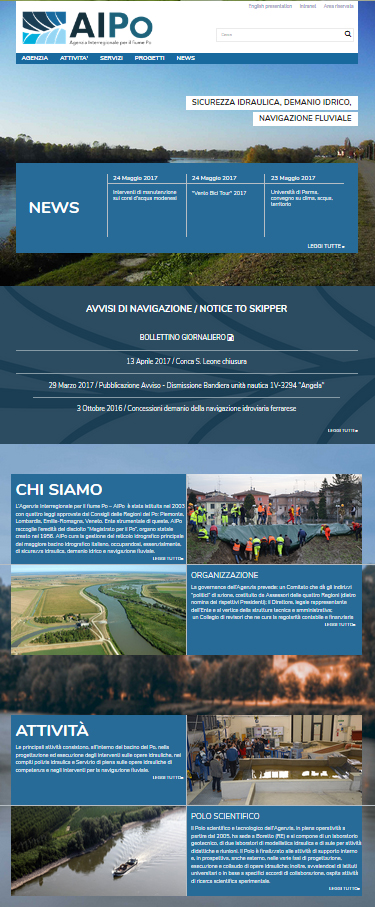 English presentation Intranet Area riservata
AIPo
Agenzia Interregionale per il fiume Po
Cerca
AGENZIA ATTIVITA' SERVIZI PROGETTI NEWS
SICUREZZA IDRAULICA, DEMANIO IDRICO,
NAVIGAZIONE FLUVIALE
NEWS
24 Maggio 2017
Interventi di manutenzione
sui corsi d'acqua modenesi
24 Maggio 2017
"Vento Bici Tour" 2017
23 Maggio 2017
Università di Parma,
convegno su clima, acqua,
territorio
LEGGI TUTTE
AVVISI DI NAVIGAZIONE / NOTICE TO SKIPPER
BOLLETTINO GIORNALIERO
13 Aprile 2017 / Conca S. Leone chiusura
29 Marzo 2017 / Pubblicazione Avviso - Dismissione Bandiera unità nautica 1V-3294 "Angela"
3 Ottobre 2016 / Concessioni demanio della navigazione idroviaria ferrarese
LEGGI TUTTE
CHI SIAMO
L'Agenzia Interregionale per il fiume Po – AIPo è stata istituita nel 2003
con quattro leggi approvate dai Consigli delle Regioni del Po: Piemonte,
Lombardia, Emilia-Romagna, Veneto. Ente strumentale di queste, AIPo
raccoglie l'eredità del disciolto "Magistrato per il Po", organo statale
creato nel 1956. AIPo cura la gestione del reticolo idrografico principale
del maggiore bacino idrografico italiano, occupandosi, essenzialmente,
di sicurezza idraulica, demanio idrico e navigazione fluviale.
LEGGI TUTTO
ORGANIZZAZIONE
La governance dell'Agenzia prevede: un Comitato che dà gli indirizzi
"politici" di azione, costituito da Assessori delle quattro Regioni (dietro
nomina dei rispettivi Presidenti); il Direttore, legale rappresentante
dell'Ente e al vertice della struttura tecnica e amministrativa;
un Collegio di revisori che ne cura la regolarità contabile e finanziaria
LEGGI TUTTO
ATTIVITÀ
Le principali attività consistono, all'interno del bacino del Po, nella
progettazione ed esecuzione degli interventi sulle opere idrauliche, nei
compiti polizia idraulica e Servizio di piena sulle opere idrauliche di
competenza e negli interventi per la navigazione fluviale.
LEGGI TUTTO
POLO SCIENTIFICO
Il Polo scientifico e tecnologico dell'Agenzia, in piena operatività a
partire dal 2005, ha sede a Boretto (RE) e si compone di un laboratorio
geotecnico, di due laboratori di modellistica idraulica e di sale per attività
didattiche e riunioni. Il Polo è finalizzato alle attività di supporto interno
e, in prospettiva, anche esterno, nelle varie fasi di progettazione,
esecuzione e collaudo di opere idrauliche; inoltre, avvalendosi di Istituti
universitari e in base a specifici accordi di collaborazione, ospita attività
di ricerca scientifica sperimentale.
LEGGI TUTTO